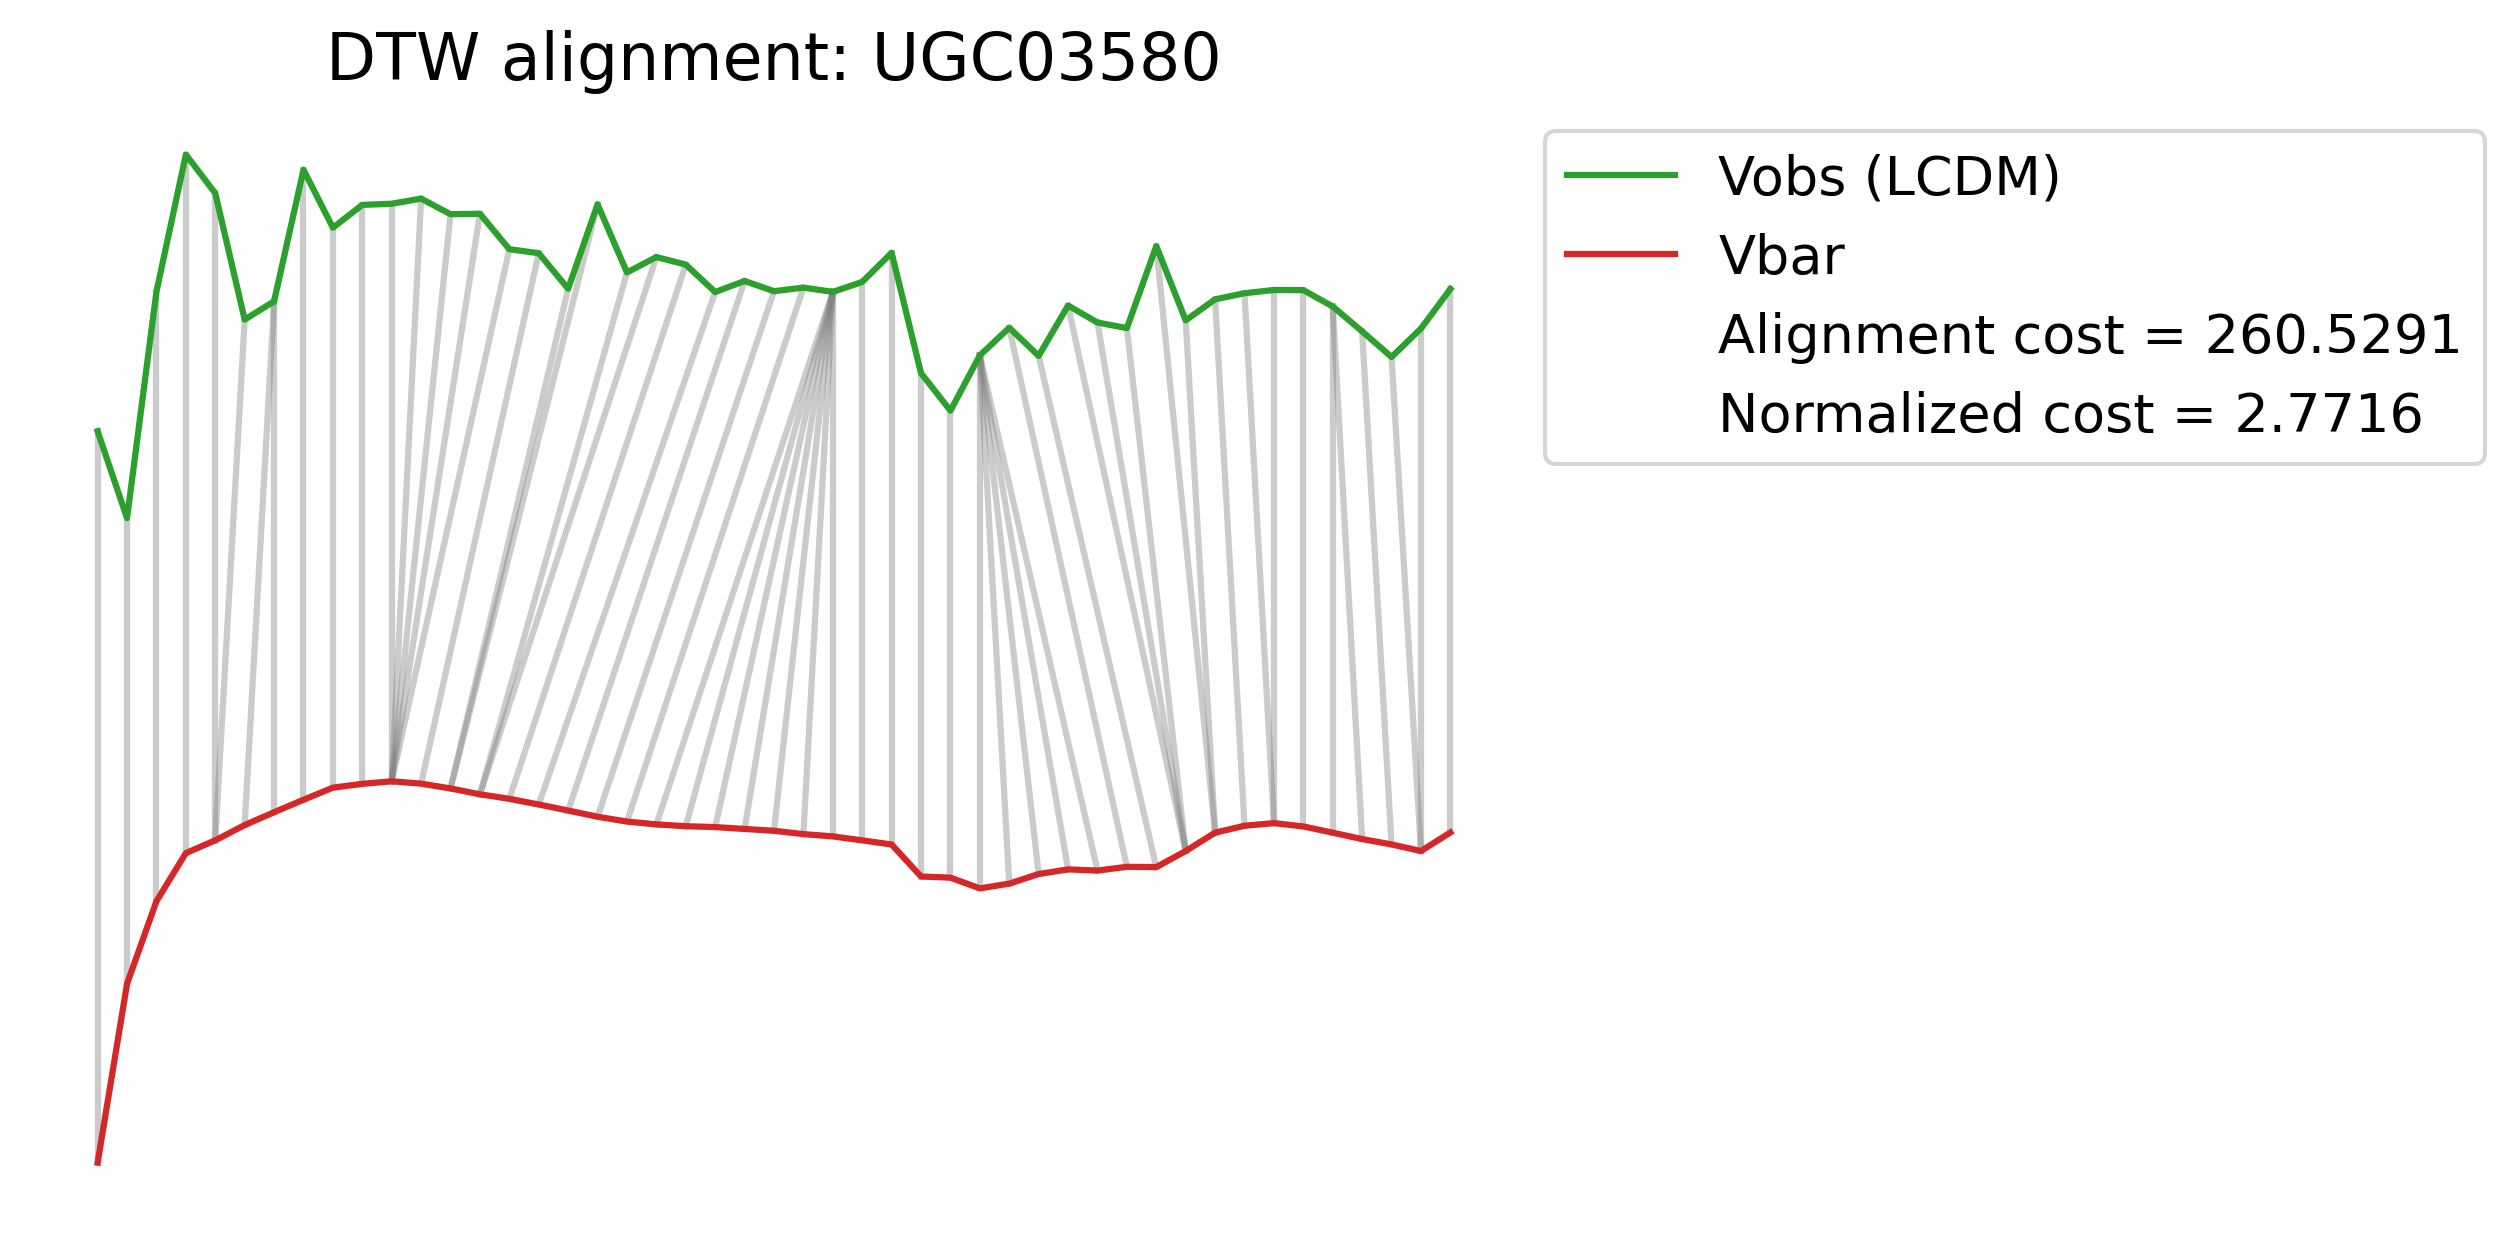 DTW alignment: UGC03580
Vobs (LCDM)
Vbar
Alignment cost = 260.5291
Normalized cost = 2.7716